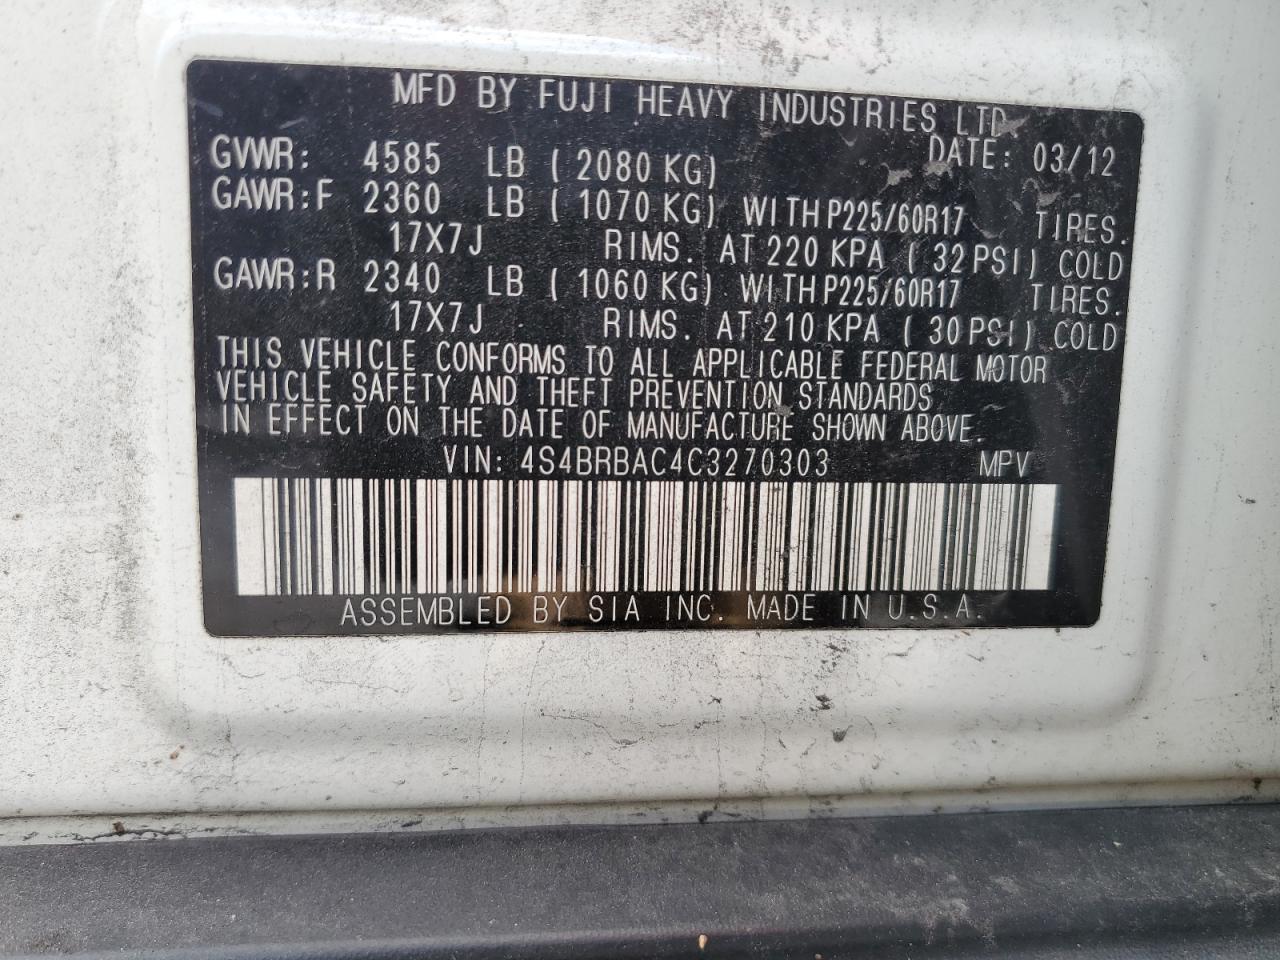 MFD BY FUJI HEAVY INDUSTRIES LTD
DATE: 03/12
GVWR: 4585 LB ( 2080 KG)
GAWR:F 2360 LB ( 1070 KG) WITH P225/60R17 TIRES.
17X7J RIMS. AT 220 KPA ( 32 PSI) COLD
GAWR:R 2340 LB ( 1060 KG) WITH P225/60R17 TIRES.
17X7J RIMS. AT 210 KPA ( 30 PSI) COLD
THIS VEHICLE CONFORMS TO ALL APPLICABLE FEDERAL MOTOR
VEHICLE SAFETY AND THEFT PREVENTION STANDARDS
IN EFFECT ON THE DATE OF MANUFACTURE SHOWN ABOVE.
VIN: 4S4BRBAC4C3270303 MPV
ASSEMBLED BY SIA INC. MADE IN U.S.A.